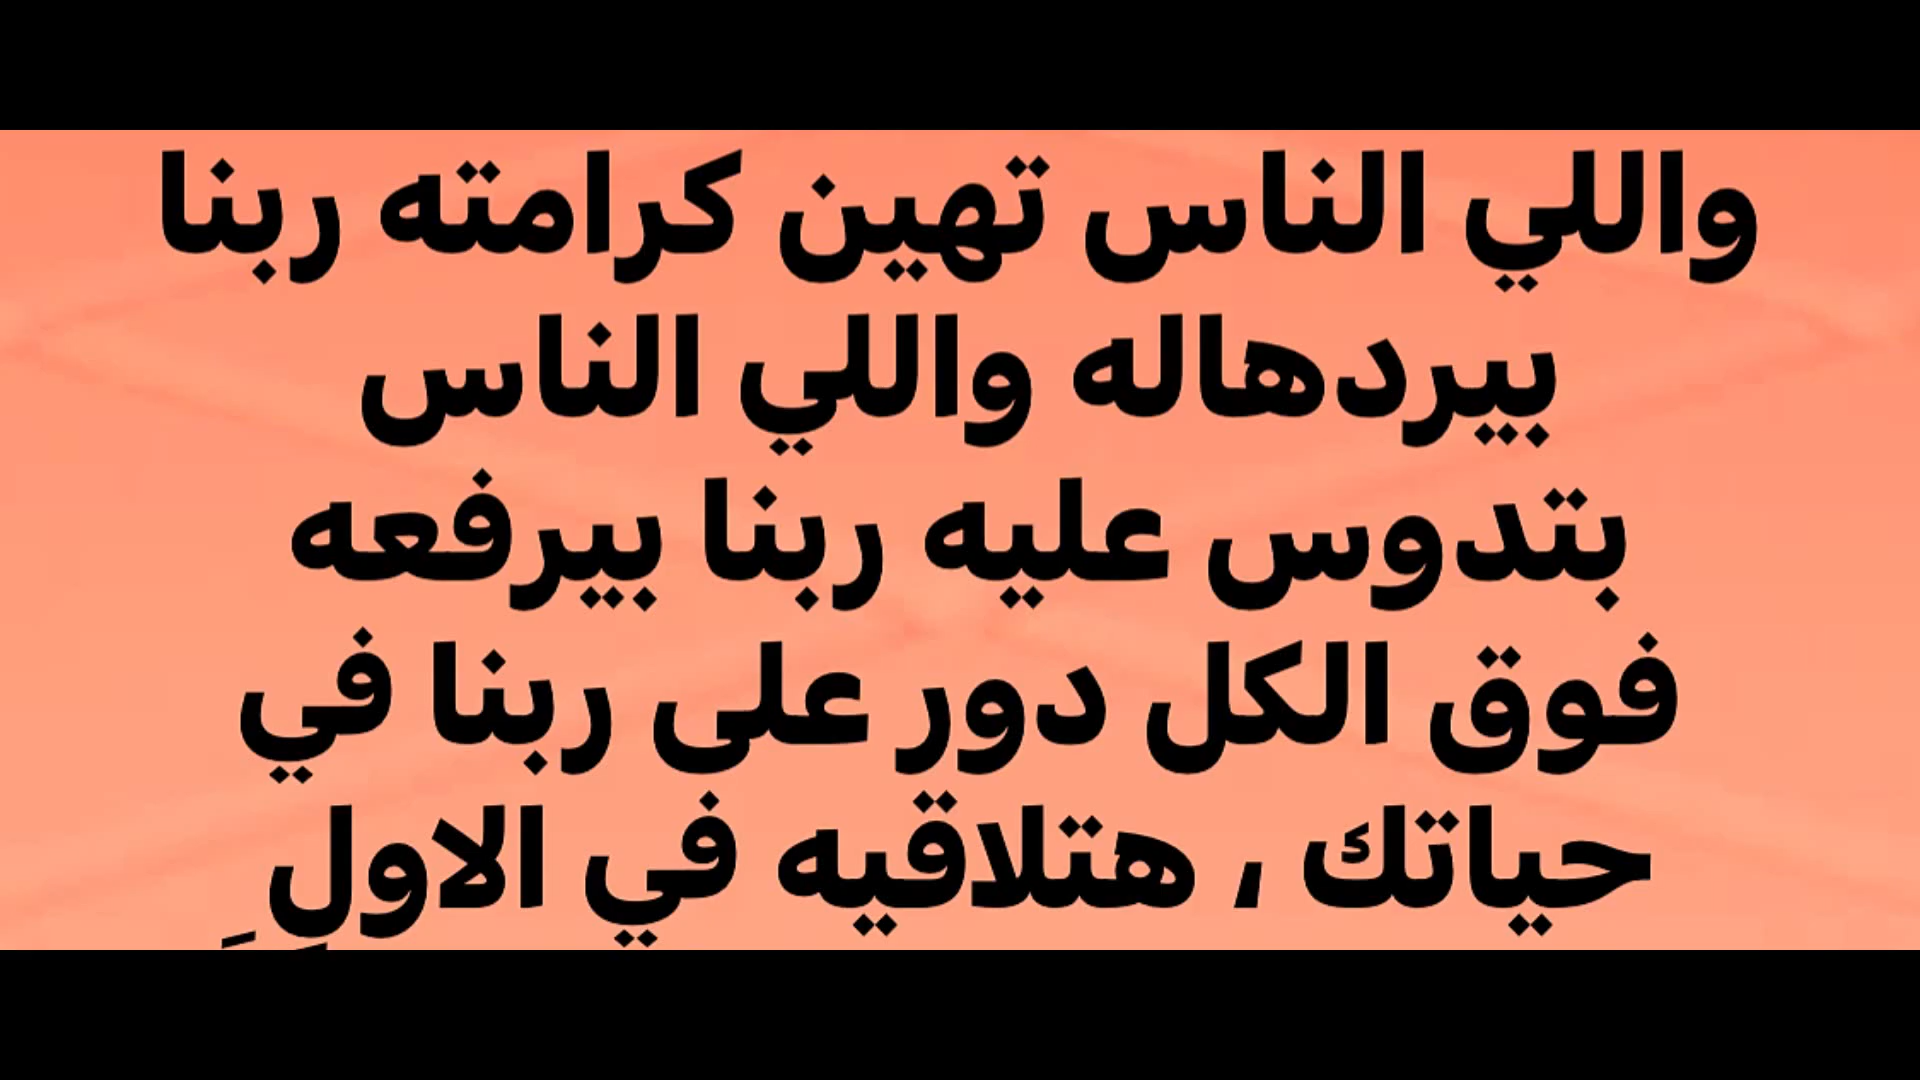 واللي الناس تهين كرامته ربنا
بيردهاله واللي الناس
بتدوس عليه ربنا بيرفعه
فوق الكل دور على ربنا في
حياتك ، هتلاقيه في الاول